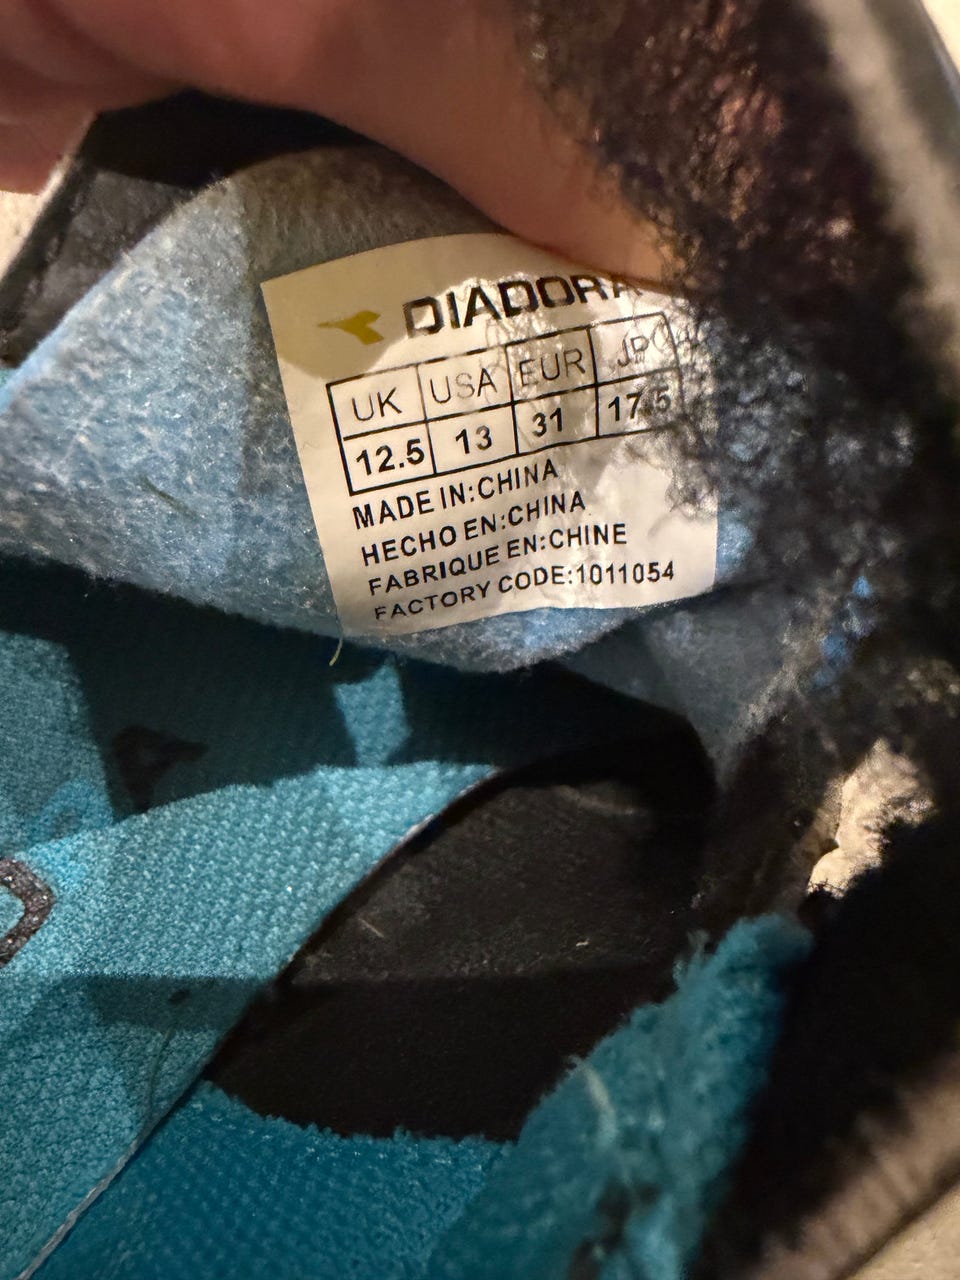 DIADORA
UK USA EUR JP
12.5 13 31 17.5
MADE IN:CHINA
HECHO EN:CHINA
FABRIQUE EN:CHINE
FACTORY CODE:1011054